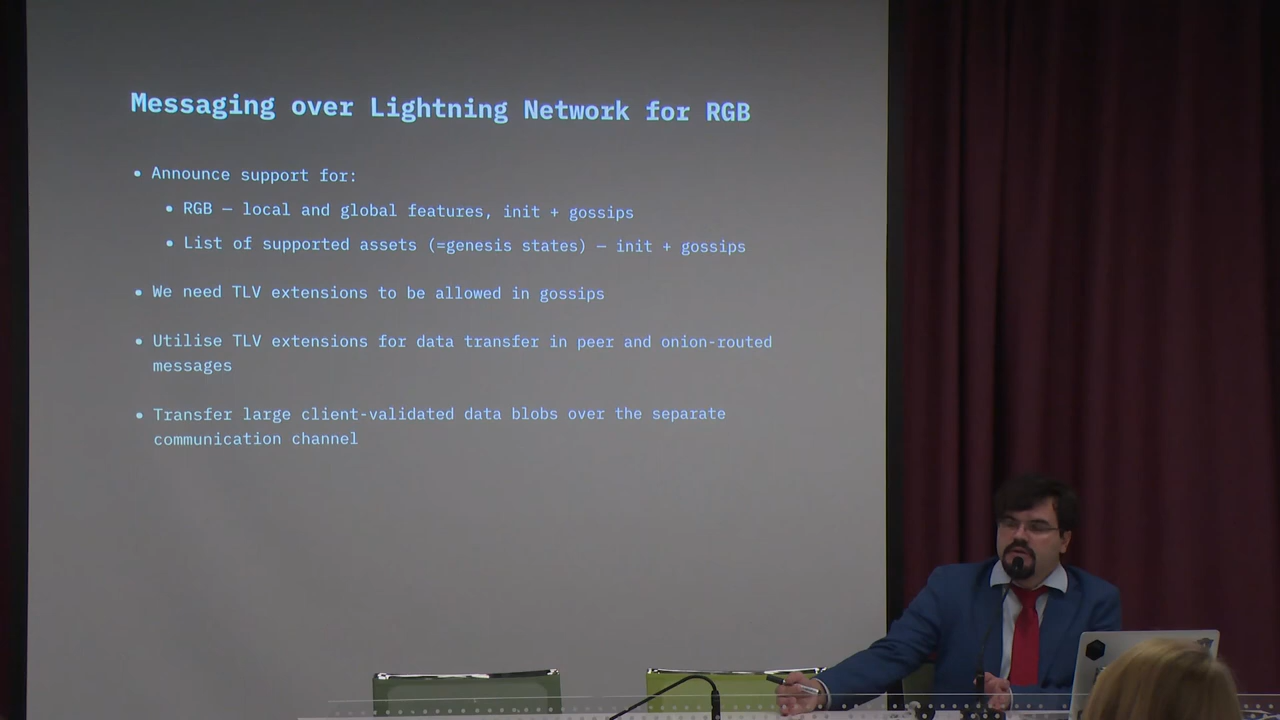 Messaging over Lightning Network for RGB
• Announce support for:
• RGB – local and global features, init + gossips
• List of supported assets (=genesis states) – init + gossips
• We need TLV extensions to be allowed in gossips
• Utilise TLV extensions for data transfer in peer and onion-routed
messages
• Transfer large client-validated data blobs over the separate
communication channel